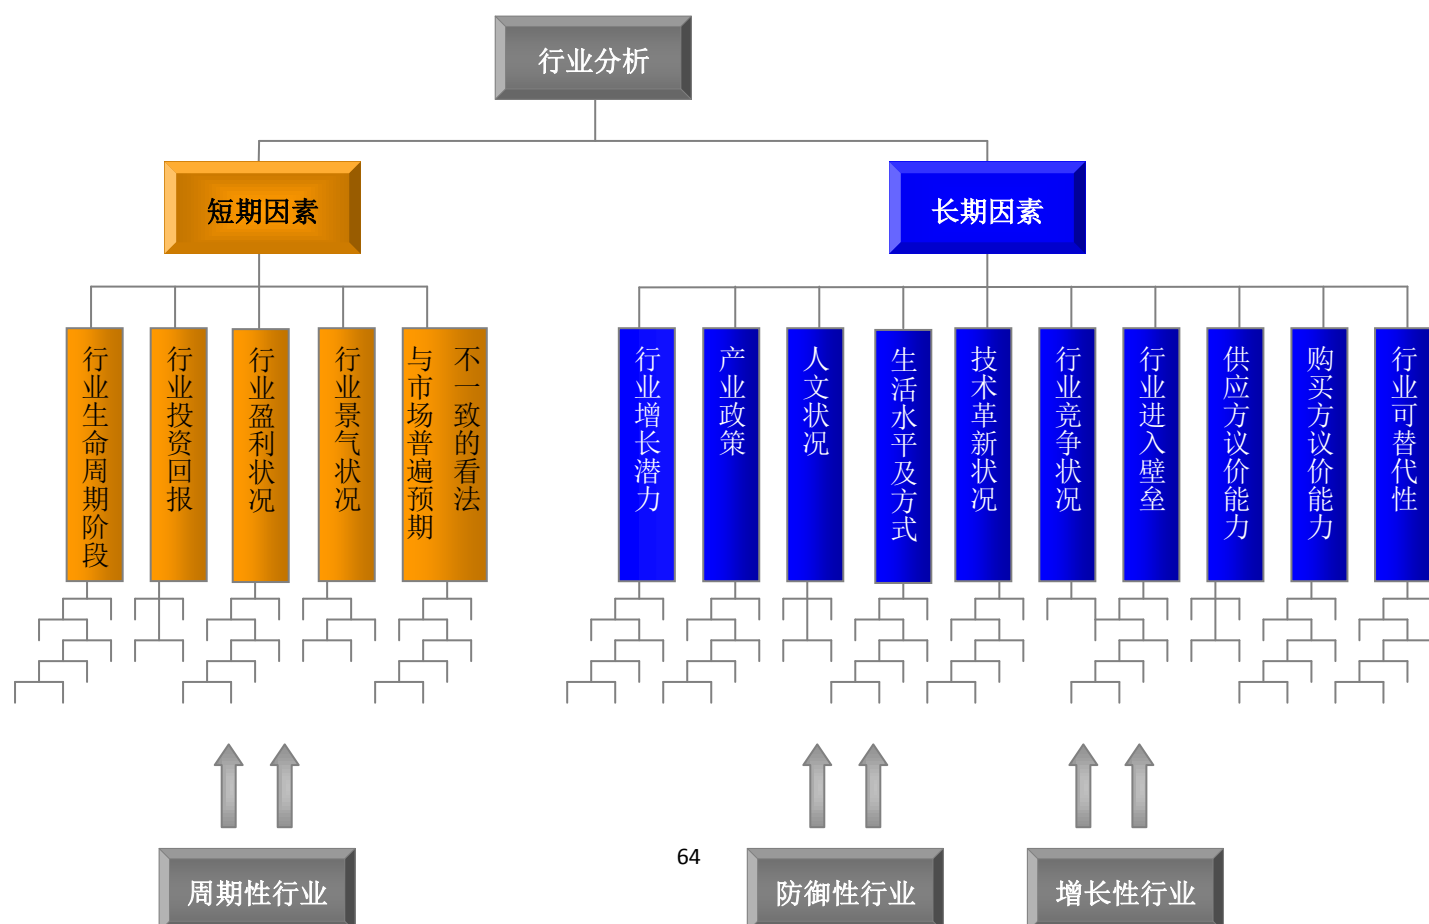 行业分析
短期因素
长期因素
行业生命周期阶段
行业投资回报
行业盈利状况
行业景气状况
与市场普遍预期
不一致的看法
行业增长潜力
产业政策
人文状况
生活水平及方式
技术革新状况
行业竞争状况
行业进入壁垒
供应方议价能力
购买方议价能力
行业可替代性
64
周期性行业
防御性行业
增长性行业